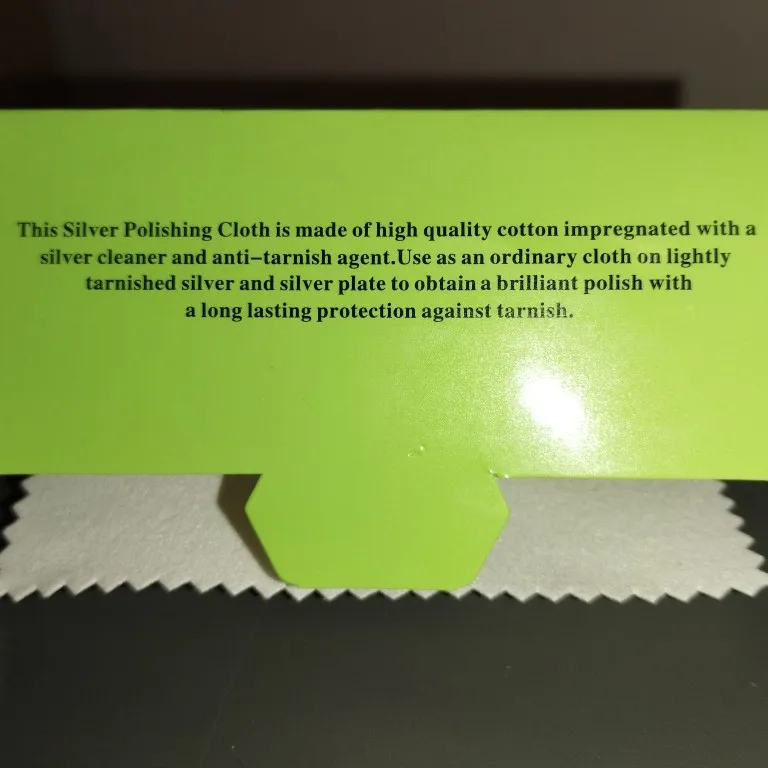 This Silver Polishing Cloth is made of high quality cotton impregnated with a
silver cleaner and anti-tarnish agent.Use as an ordinary cloth on lightly
tarnished silver and silver plate to obtain a brilliant polish with
a long lasting protection against tarnish.